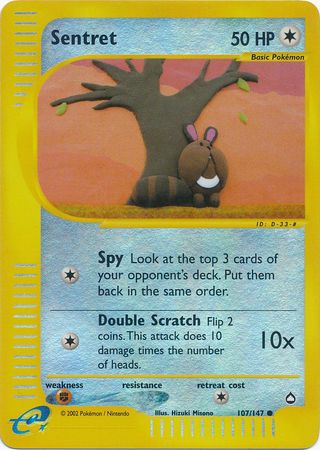 Sentret 50 HP
Basic Pokémon
ID: D-33-#
Spy Look at the top 3 cards of
your opponent's deck. Put them
back in the same order.
Double Scratch Flip 2
coins. This attack does 10
damage times the number
of heads.
10x
weakness resistance retreat cost
e
© 2002 Pokémon / Nintendo Illus. Hizuki Misono 107/147